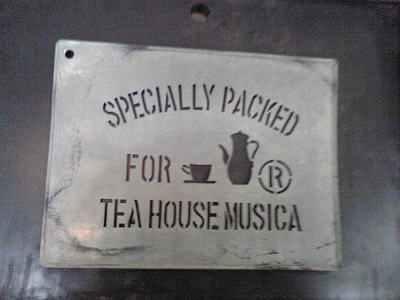 SPECIALLY PACKED
FOR ®
TEA HOUSE MUSICA